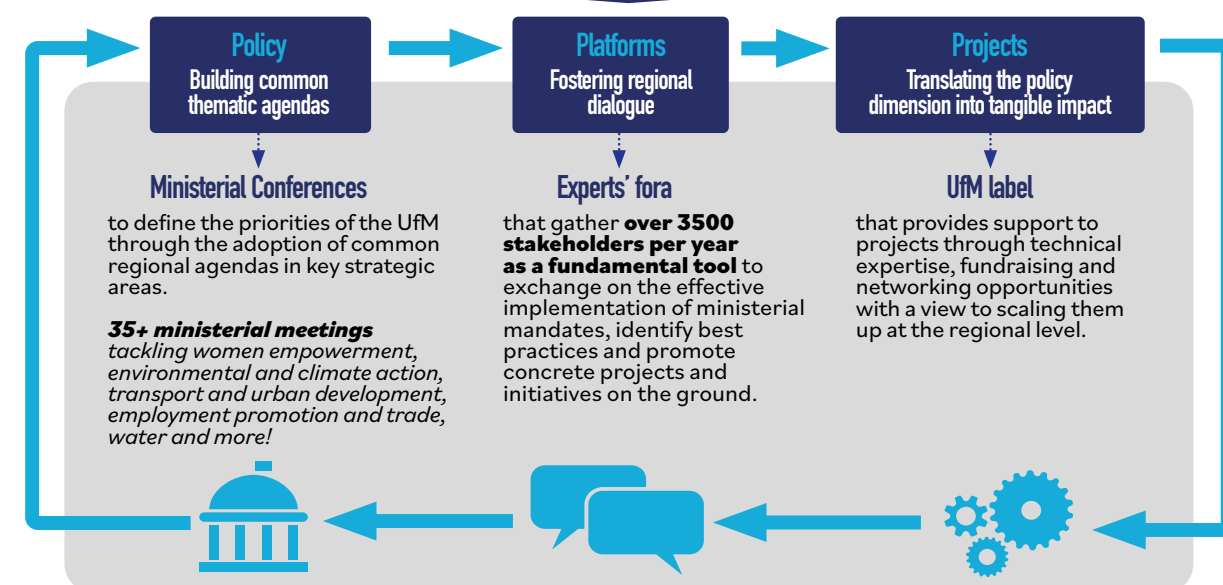 Policy
Building common
thematic agendas
Platforms
Fostering regional
dialogue
Projects
Translating the policy
dimension into tangible impact
Ministerial Conferences
to define the priorities of the UfM
through the adoption of common
regional agendas in key strategic
areas.
35+ ministerial meetings
tackling women empowerment,
environmental and climate action,
transport and urban development,
employment promotion and trade,
water and more!
Experts’ fora
that gather over 3500
stakeholders per year
as a fundamental tool to
exchange on the effective
implementation of ministerial
mandates, identify best
practices and promote
concrete projects and
initiatives on the ground.
UfM label
that provides support to
projects through technical
expertise, fundraising and
networking opportunities
with a view to scaling them
up at the regional level.